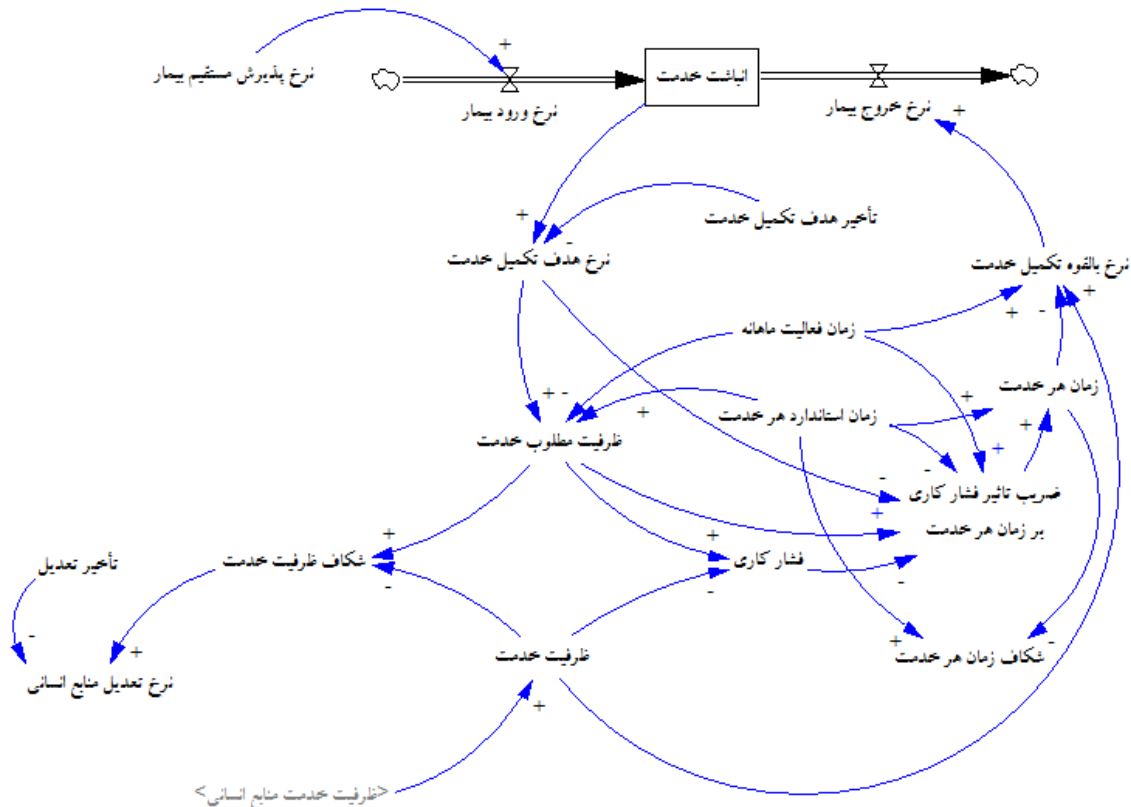 نرخ پذیرش مستقیم بیمار
+
انباشت خدمت
نرخ ورود بیمار
نرخ خروج بیمار
+
تأخیر هدف تکمیل خدمت
+
-
نرخ هدف تکمیل خدمت
نرخ بالقوه تکمیل خدمت
+
-
+
زمان فعالیت ماهانه
زمان هر خدمت
+
-
+
زمان استاندارد هر خدمت
+
+
ظرفیت مطلوب خدمت
+
-
-
ضریب تاثیر فشار کاری
بر زمان هر خدمت
+
+
+
فشار کاری
-
-
شکاف ظرفیت خدمت
-
تأخیر تعدیل
-
+
نرخ تعدیل منابع انسانی
ظرفیت خدمت
+
-
شکاف زمان هر خدمت
+
<ظرفیت خدمت منابع انسانی>